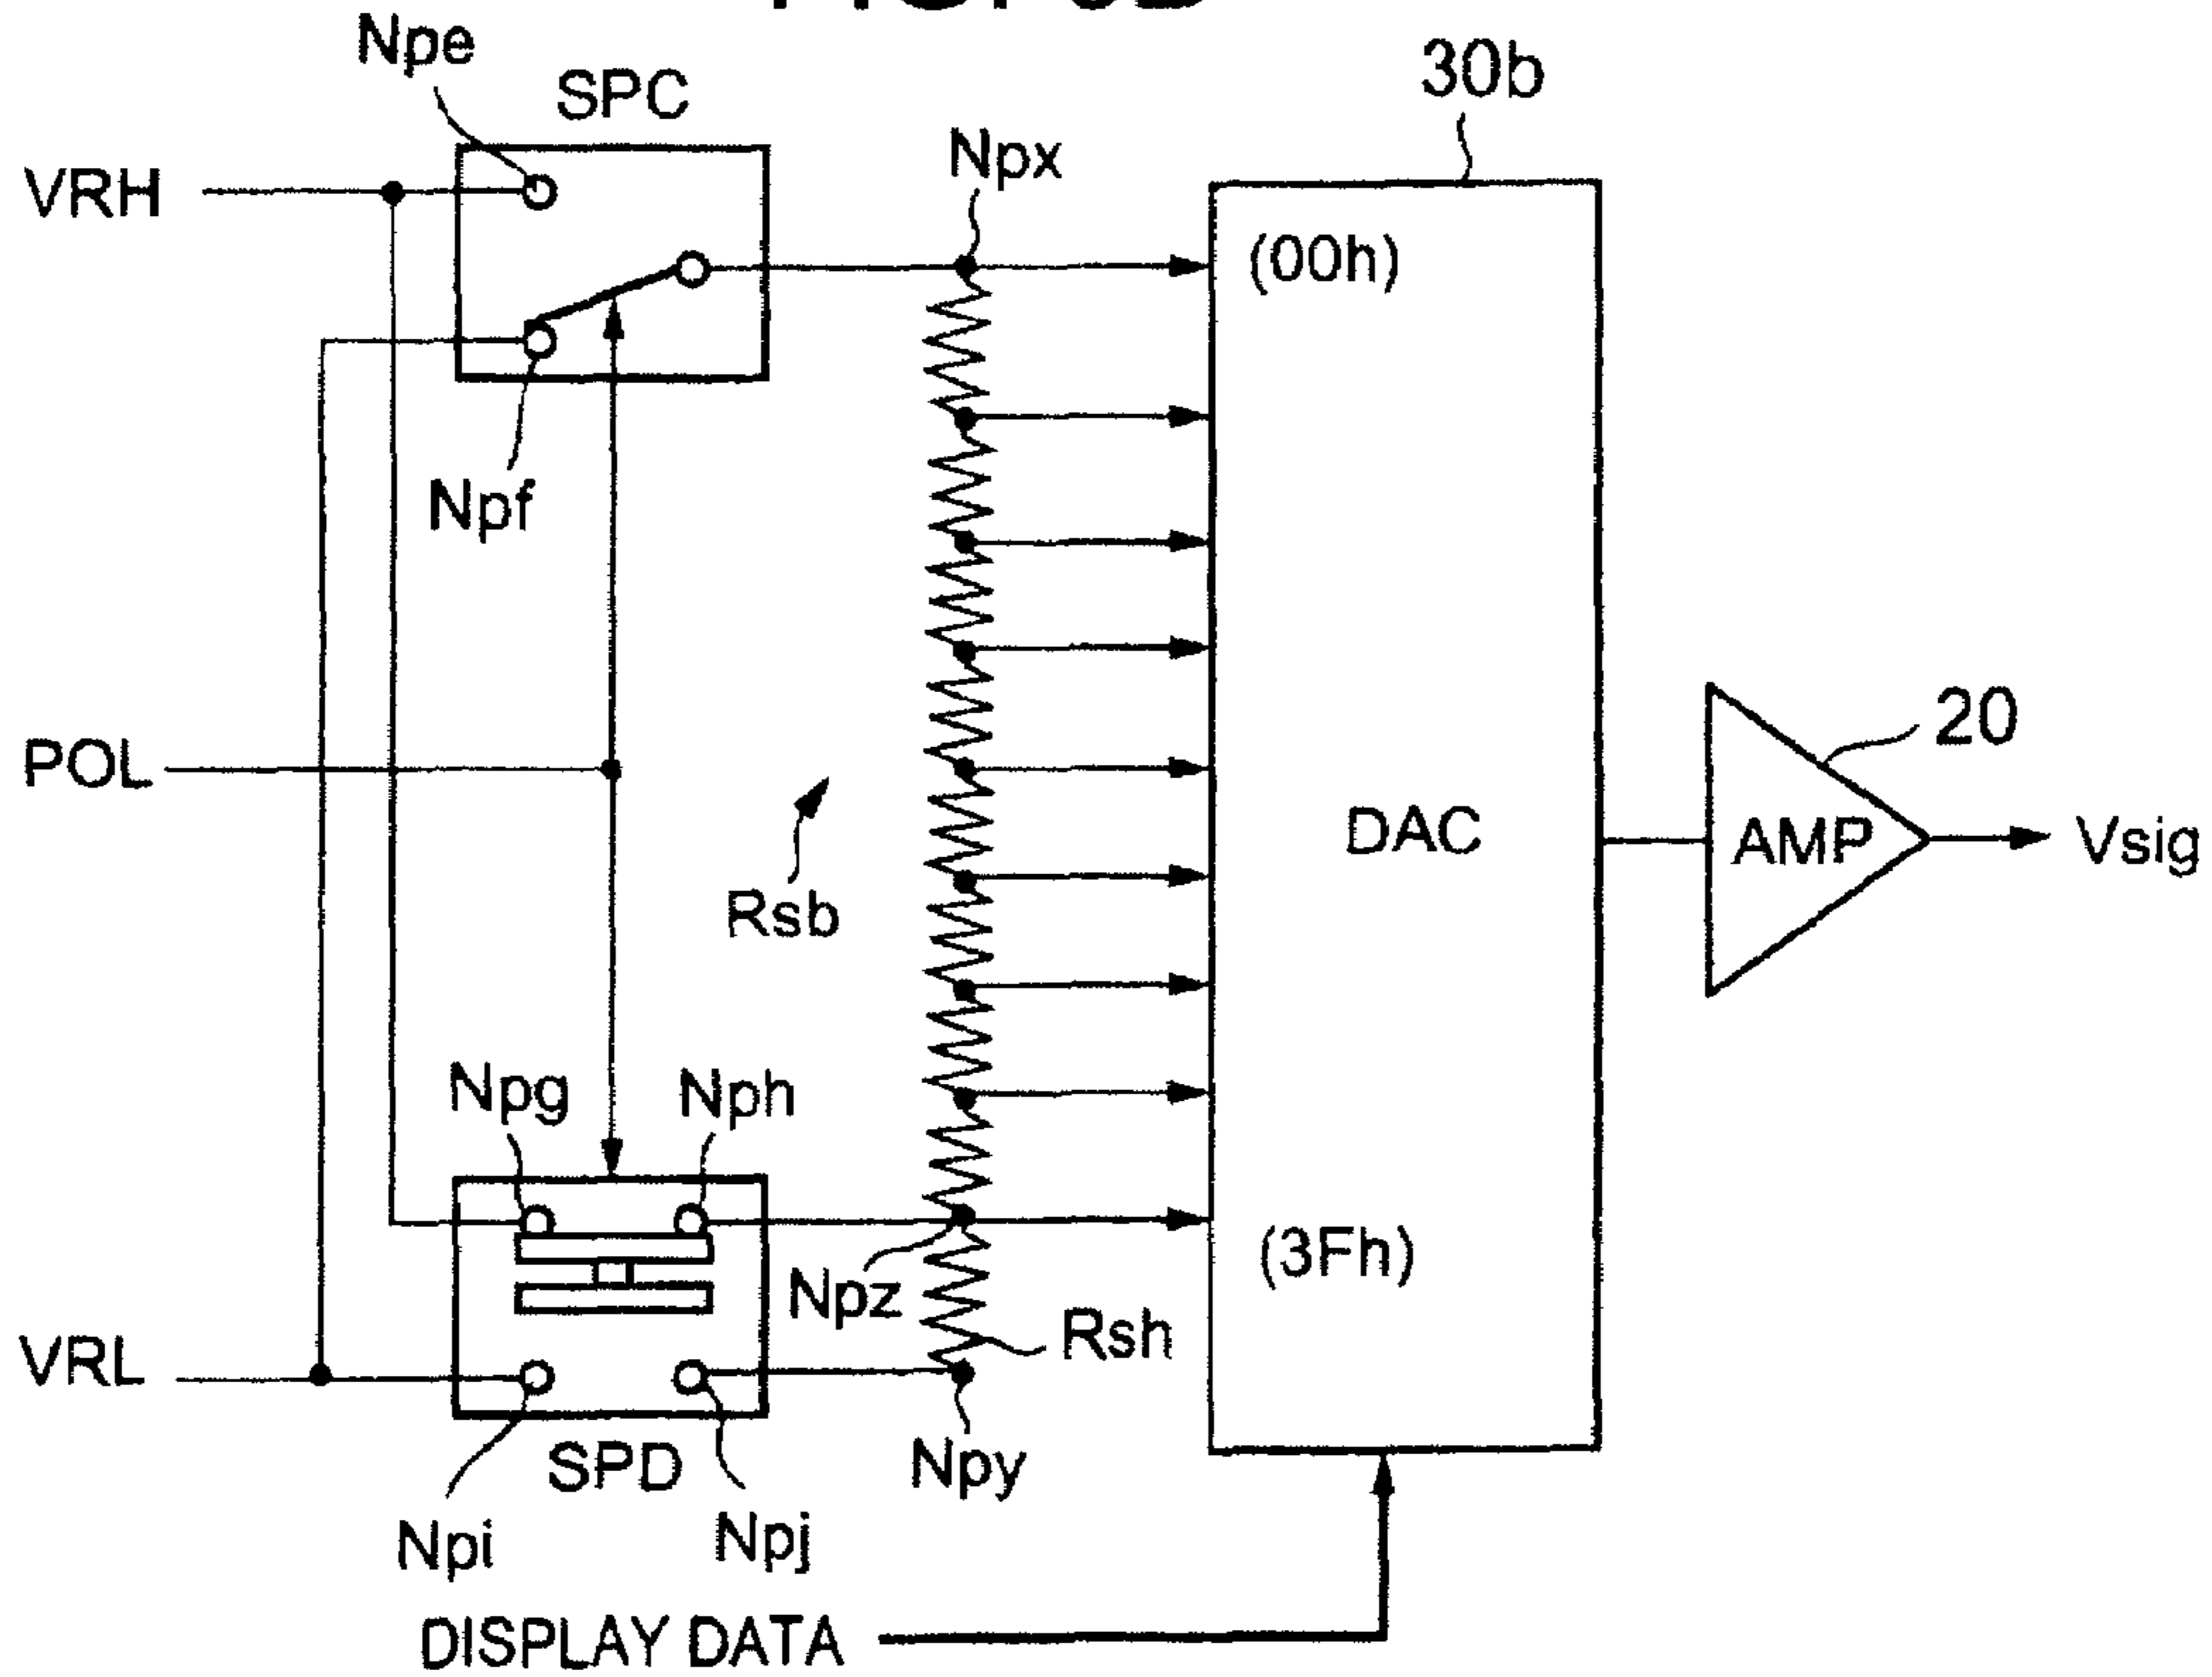 Npe
SPC
30b
VRH
Npx
(00h)
Npf
POL
Rsb
DAC
AMP
20
Vsig
Npg
Nph
Npz
(3Fh)
Rsh
VRL
SPD
Npy
Npi
Npj
DISPLAY DATA